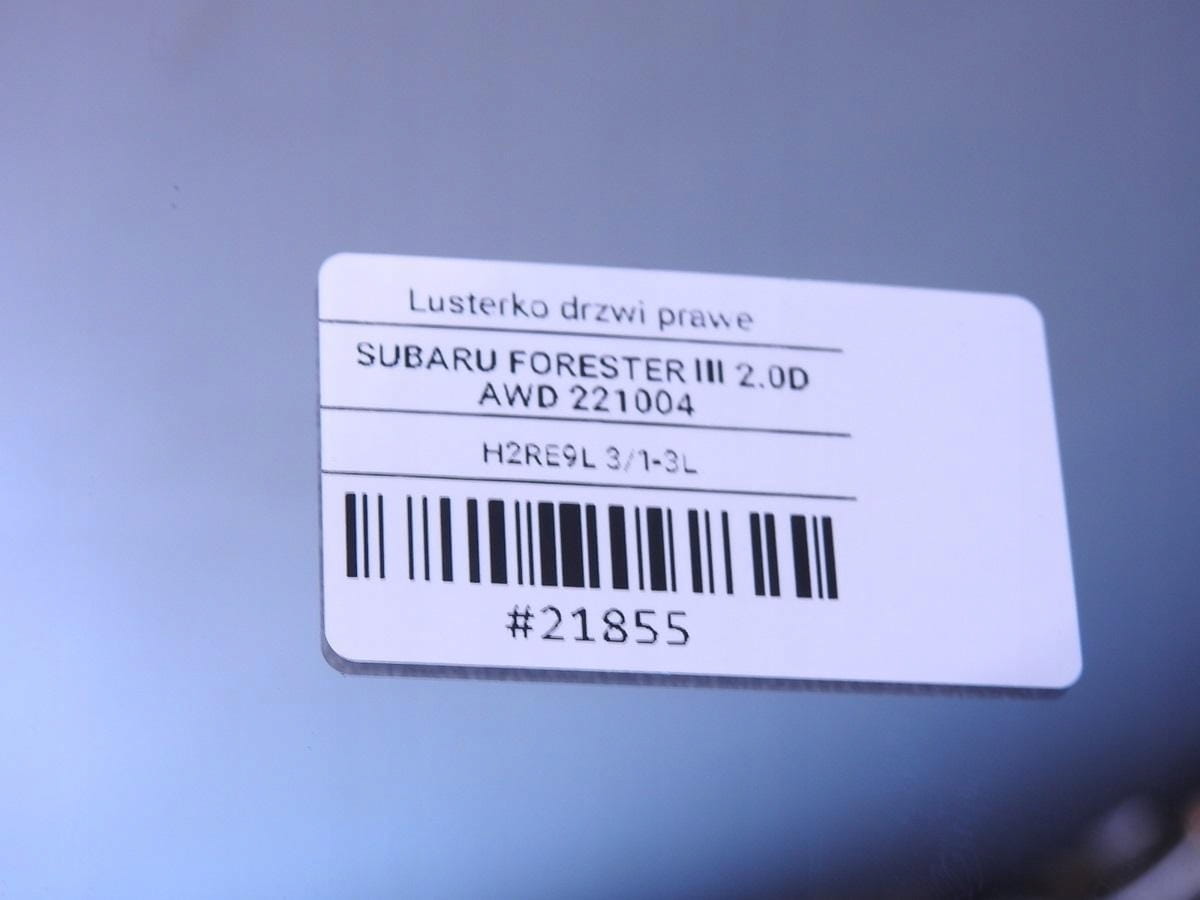 Lusterko drzwi prawe
SUBARU FORESTER III 2.0D
AWD 221004
H2RE9L 3/1-3L
#21855